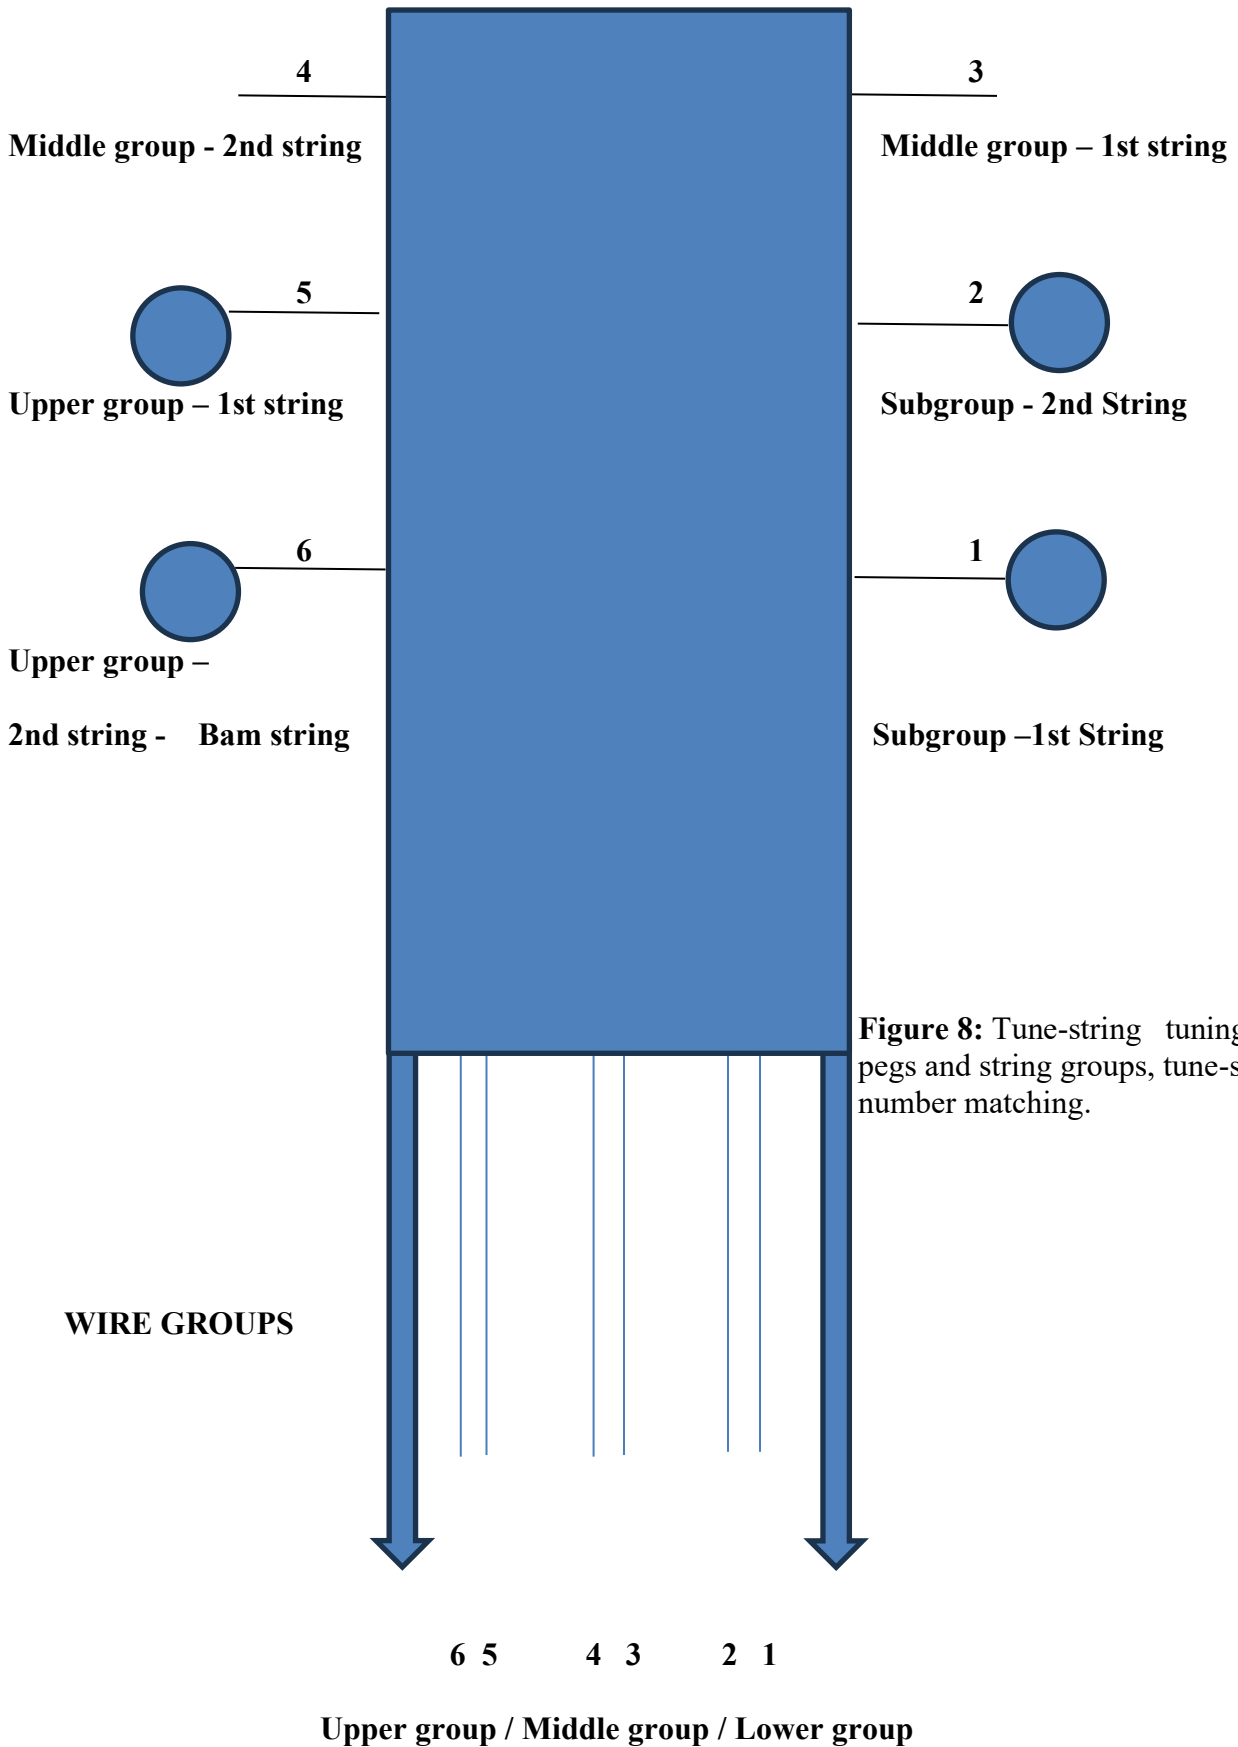 4
3
Middle group - 2nd string
Middle group – 1st string
5
2
Upper group – 1st string
Subgroup - 2nd String
6
1
Upper group –
2nd string - Bam string
Subgroup –1st String
Figure 8: Tune-string tuning
pegs and string groups, tune-s
number matching.
WIRE GROUPS
6 5 4 3 2 1
Upper group / Middle group / Lower group